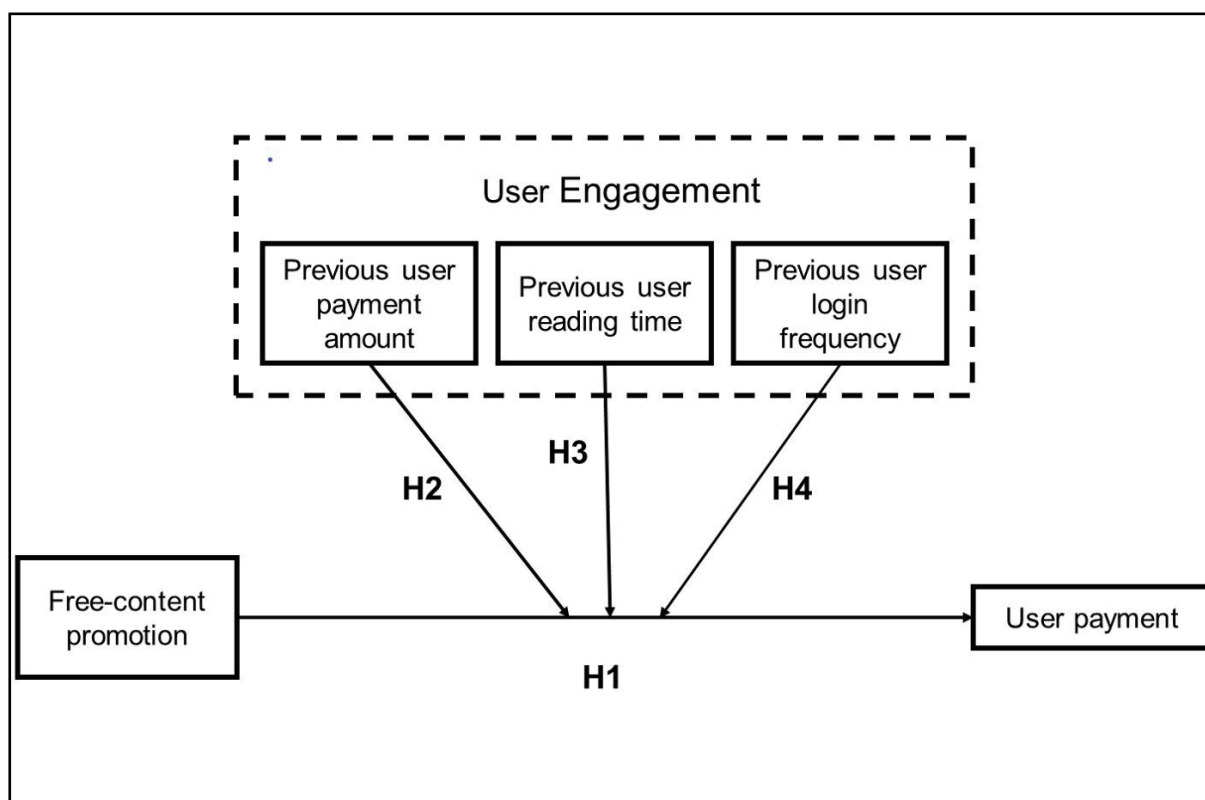 User Engagement
Previous user
payment
amount
Previous user
reading time
Previous user
login
frequency
H3
H2
H4
Free-content
promotion
User payment
H1